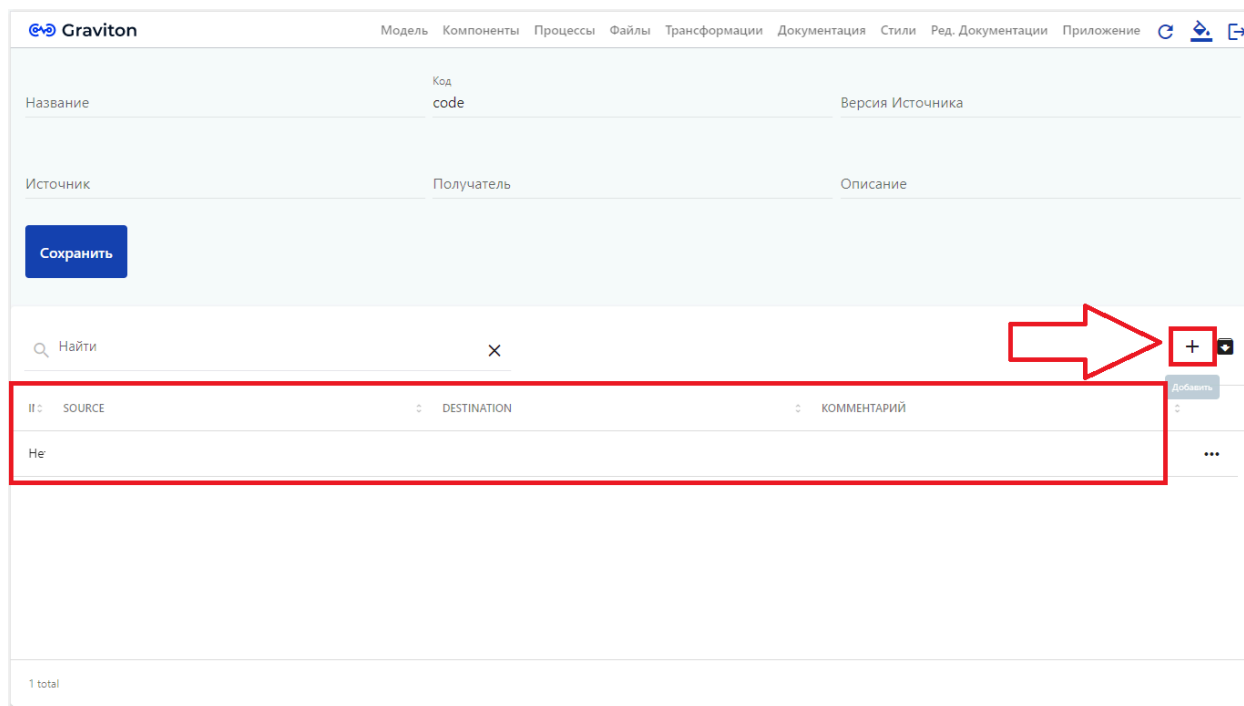 Graviton Модель Компоненты Процессы Файлы Трансформации Документация Стили Ред. Документации Приложение
Код
Название code Версия Источника
Источник Получатель Описание
Сохранить
Найти
Добавить
SOURCE DESTINATION КОММЕНТАРИЙ
1 total